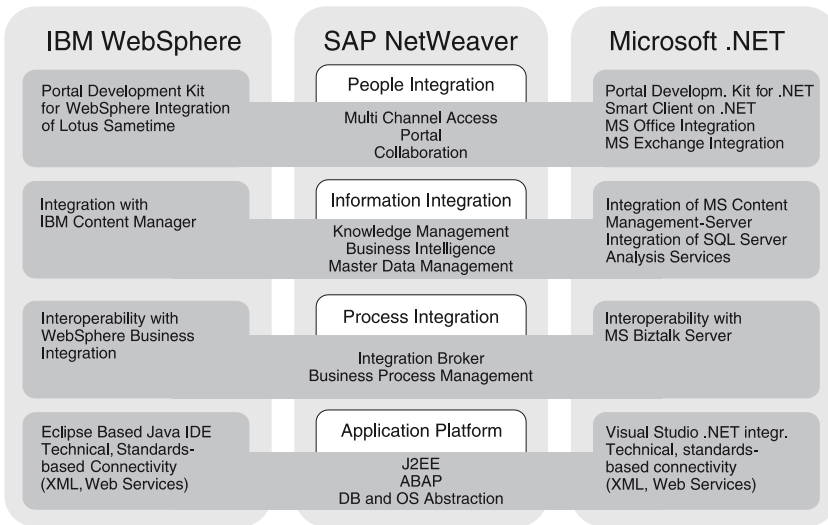 IBM WebSphere
SAP NetWeaver
Microsoft .NET
Portal Development Kit
for WebSphere Integration
of Lotus Sametime
People Integration
Multi Channel Access
Portal
Collaboration
Portal Developm. Kit for .NET
Smart Client on .NET
MS Office Integration
MS Exchange Integration
Integration with
IBM Content Manager
Information Integration
Knowledge Management
Business Intelligence
Master Data Management
Integration of MS Content
Management-Server
Integration of SQL Server
Analysis Services
Interoperability with
WebSphere Business
Integration
Process Integration
Integration Broker
Business Process Management
Interoperability with
MS Biztalk Server
Eclipse Based Java IDE
Technical, Standards-
based Connectivity
(XML, Web Services)
Application Platform
J2EE
ABAP
DB and OS Abstraction
Visual Studio .NET integr.
Technical, standards-
based connectivity
(XML, Web Services)